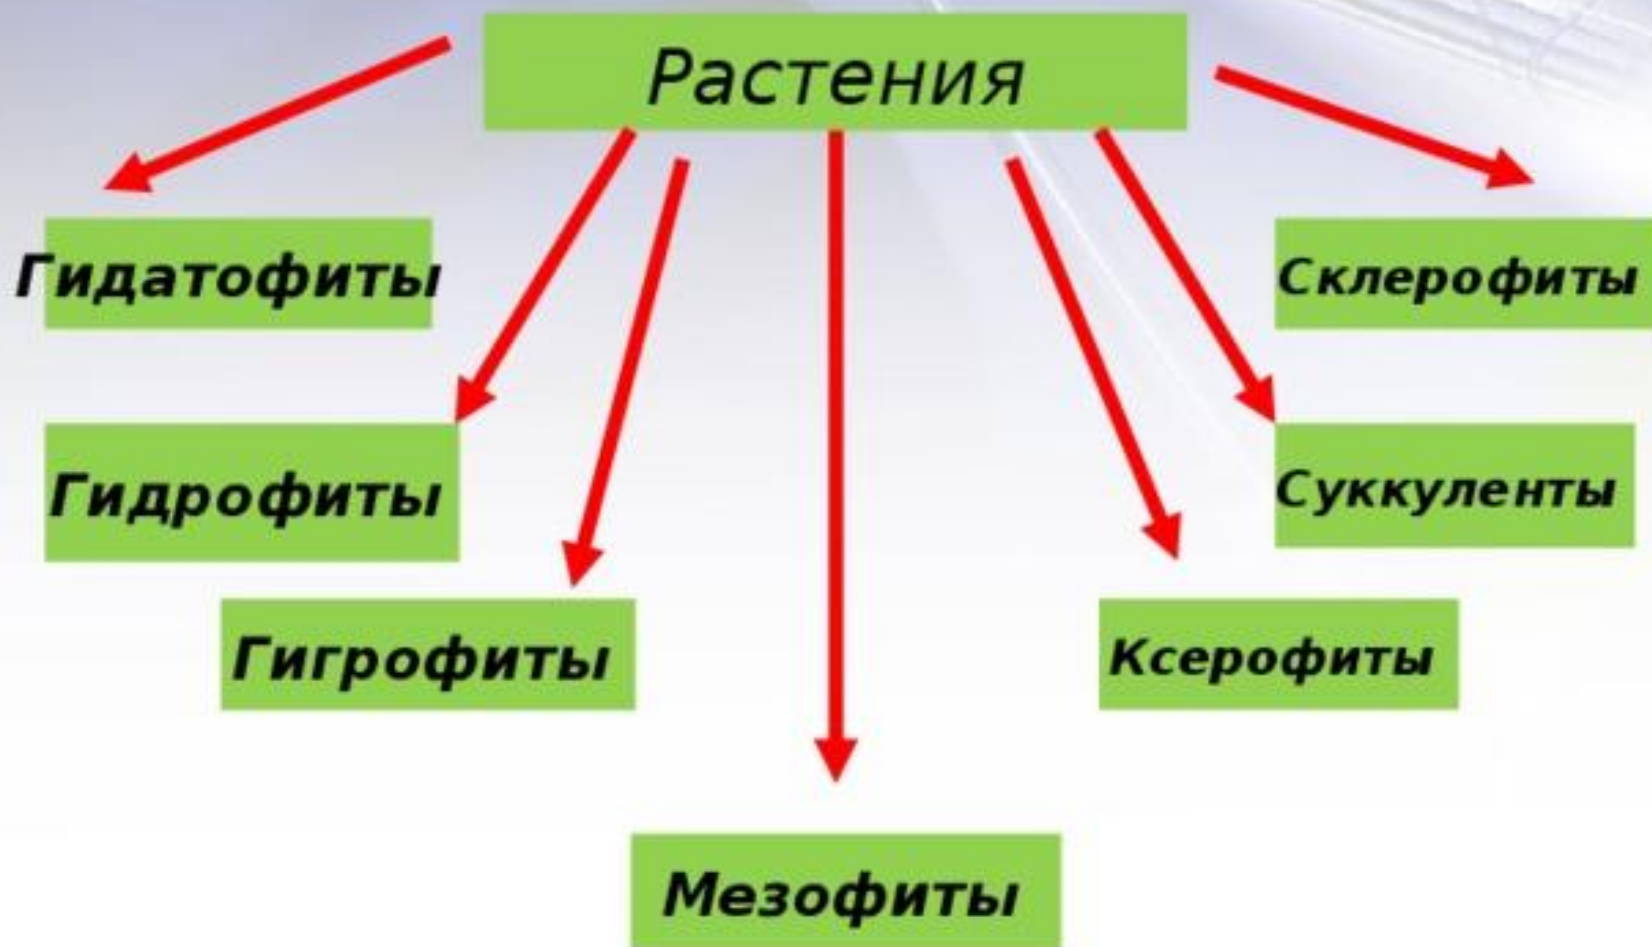 Растения
Гидатофиты
Склерофиты
Гидрофиты
Суккуленты
Гигрофиты
Ксерофиты
Мезофиты